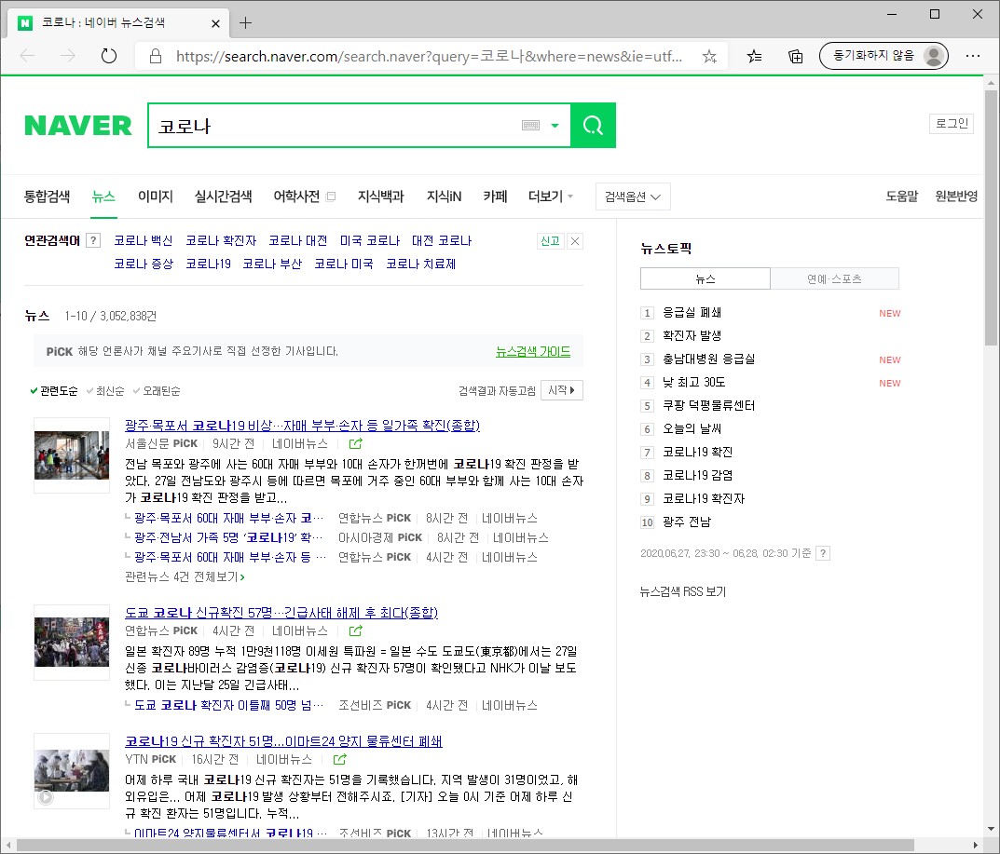 코로나 : 네이버 뉴스검색
https://search.naver.com/search.naver?query=코로나&where=news&ie=utf...
동기화하지 않음
NAVER
코로나
로그인
통합검색 뉴스 이미지 실시간검색 어학사전 지식백과 지식iN 카페 더보기 검색옵션 도움말 원본반영
연관검색어 ? 코로나 백신 코로나 확진자 코로나 대전 미국 코로나 대전 코로나 신고
코로나 증상 코로나19 코로나 부산 코로나 미국 코로나 치료제
뉴스 1-10 / 3,052,838건
PiCK 해당 언론사가 채널 주요기사로 직접 선정한 기사입니다. 뉴스검색 가이드
관련도순 최신순 오래된순 검색결과 자동고침 시작
광주·목포서 코로나19 비상…자매 부부·손자 등 일가족 확진(종합)
서울신문 PiCK 9시간 전 네이버뉴스
전남 목포와 광주에 사는 60대 자매 부부와 10대 손자가 한꺼번에 코로나19 확진 판정을 받
았다. 27일 전남도와 광주시 등에 따르면 목포에 거주 중인 60대 부부와 함께 사는 10대 손자
가 코로나19 확진 판정을 받고...
광주·목포서 60대 자매 부부·손자 코… 연합뉴스 PiCK 8시간 전 네이버뉴스
광주·전남서 가족 5명 '코로나19' 확… 아시아경제 PiCK 8시간 전 네이버뉴스
광주·목포서 60대 자매 부부·손자 등 … 연합뉴스 PiCK 4시간 전 네이버뉴스
관련뉴스 4건 전체보기
도쿄 코로나 신규확진 57명…긴급사태 해제 후 최다(종합)
연합뉴스 PiCK 4시간 전 네이버뉴스
일본 확진자 89명 누적 1만9천118명 이세원 특파원 = 일본 수도 도쿄도(東京都)에서는 27일
신종 코로나바이러스 감염증(코로나19) 신규 확진자 57명이 확인됐다고 NHK가 이날 보도
했다. 이는 지난달 25일 긴급사태...
도쿄 코로나 확진자 이틀째 50명 넘… 조선비즈 PiCK 4시간 전 네이버뉴스
코로나19 신규 확진자 51명...이마트24 양지 물류센터 폐쇄
YTN PiCK 16시간 전 네이버뉴스
어제 하루 국내 코로나19 신규 확진자는 51명을 기록했습니다. 지역 발생이 31명이었고, 해
외유입은... 어제 코로나19 발생 상황부터 전해주시죠. [기자] 오늘 0시 기준 어제 하루 신
규 확진 환자는 51명입니다. 누적...
이마트24 양지물류센터서 코로나19 … 조선비즈 PiCK 13시간 전 네이버뉴스
뉴스토픽
뉴스 연예·스포츠
1 응급실 폐쇄 NEW
2 확진자 발생
3 충남대병원 응급실 NEW
4 낮 최고 30도 NEW
5 쿠팡 덕평물류센터
6 오늘의 날씨
7 코로나19 확진
8 코로나19 감염
9 코로나19 확진자
10 광주 전남
2020.06.27. 23:30 ~ 06.28. 02:30 기준 ?
뉴스검색 RSS 보기